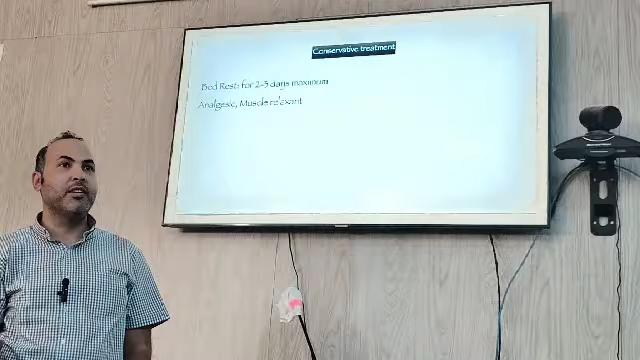 Conservative treatment
Bed Rest: for 2-3 days maximum
Analgesic, Muscle relaxant